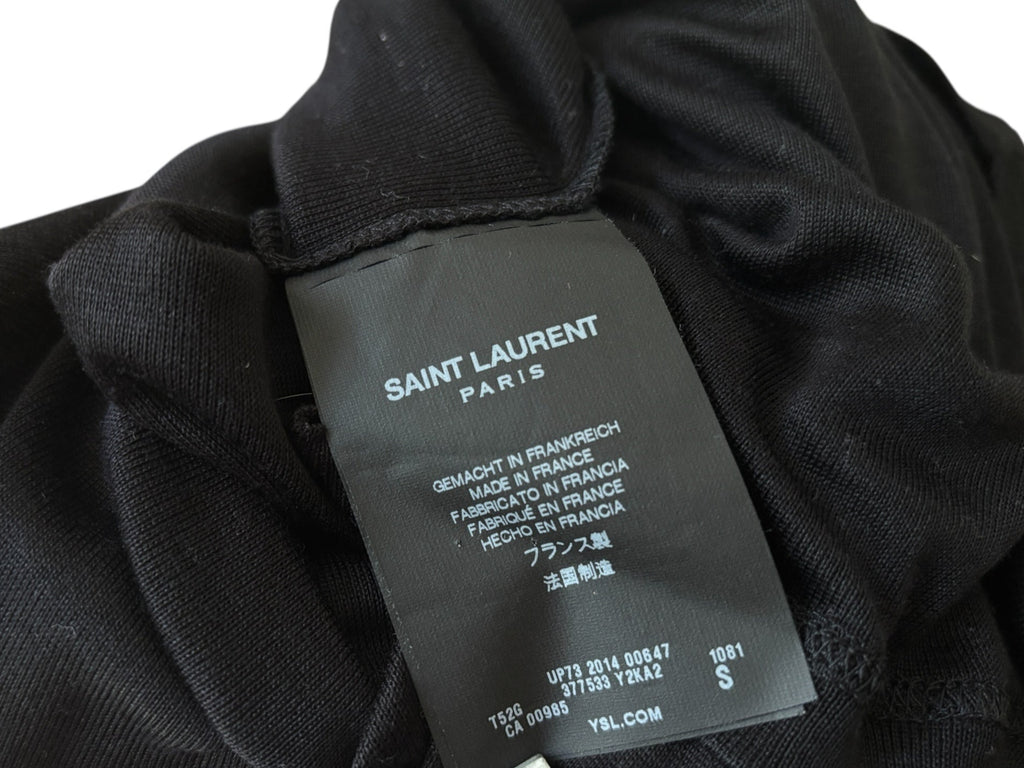 SAINT LAURENT
PARIS
GEMACHT IN FRANKREICH
MADE IN FRANCE
FABBRICATO IN FRANCIA
FABRIQUÉ EN FRANCE
HECHO EN FRANCIA
フランス製
法国制造
UP73 2014 00647 1081
377533 Y2KA2 S
T52G
CA 00985 YSL.COM